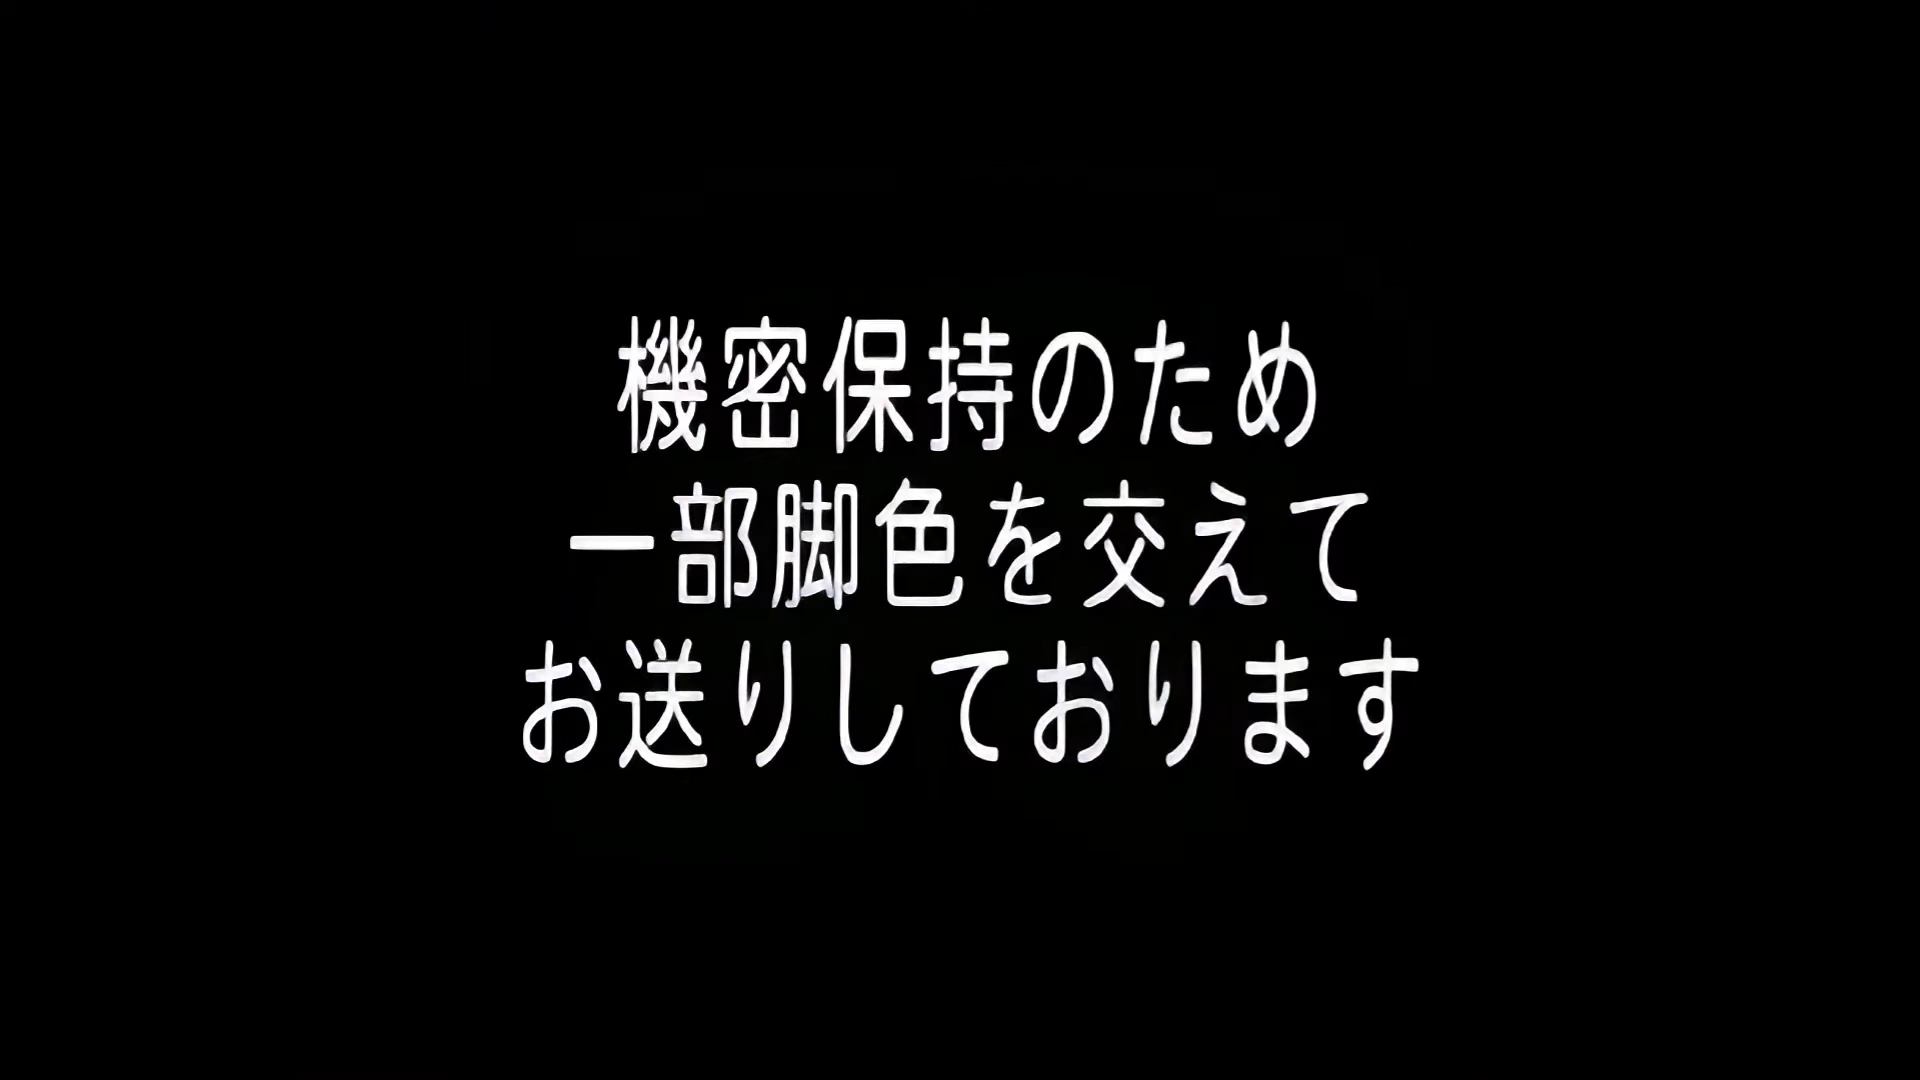 機密保持のため
一部脚色を交えて
お送りしております